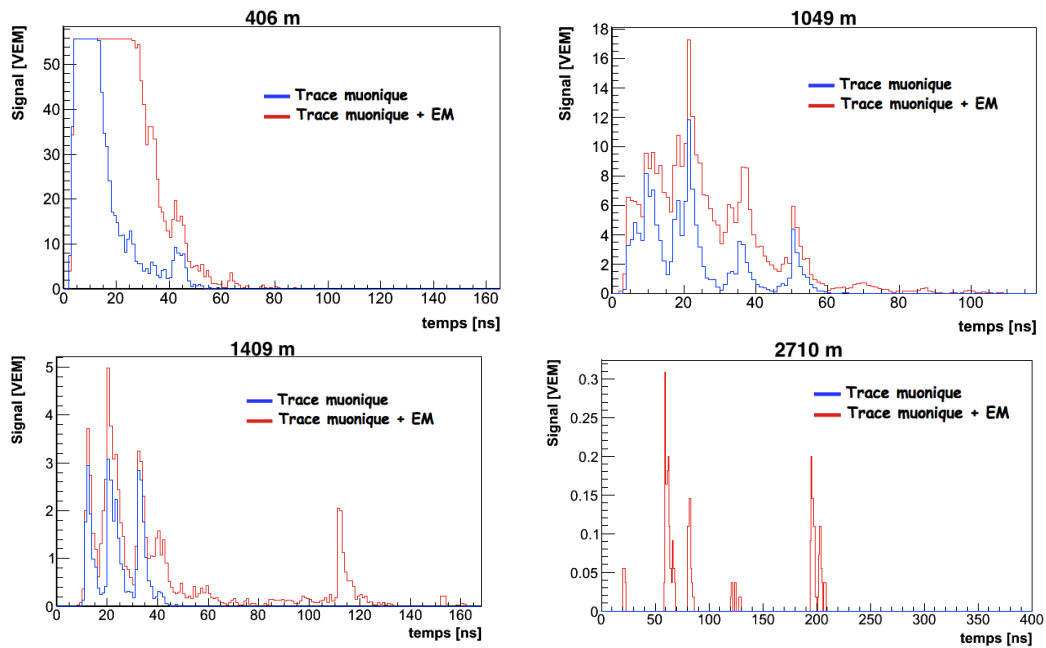 406 m
Signal [VEM]
50
40
30
20
10
0
Trace muonique
Trace muonique + EM
0 20 40 60 80 100 120 140 160
temps [ns]
1049 m
Signal [VEM]
18
16
14
12
10
8
6
4
2
0
Trace muonique
Trace muonique + EM
0 20 40 60 80 100
temps [ns]
1409 m
Signal [VEM]
5
4
3
2
1
0
Trace muonique
Trace muonique + EM
0 20 40 60 80 100 120 140 160
temps [ns]
2710 m
Signal [VEM]
0.3
0.25
0.2
0.15
0.1
0.05
0
Trace muonique
Trace muonique + EM
0 50 100 150 200 250 300 350 400
temps [ns]